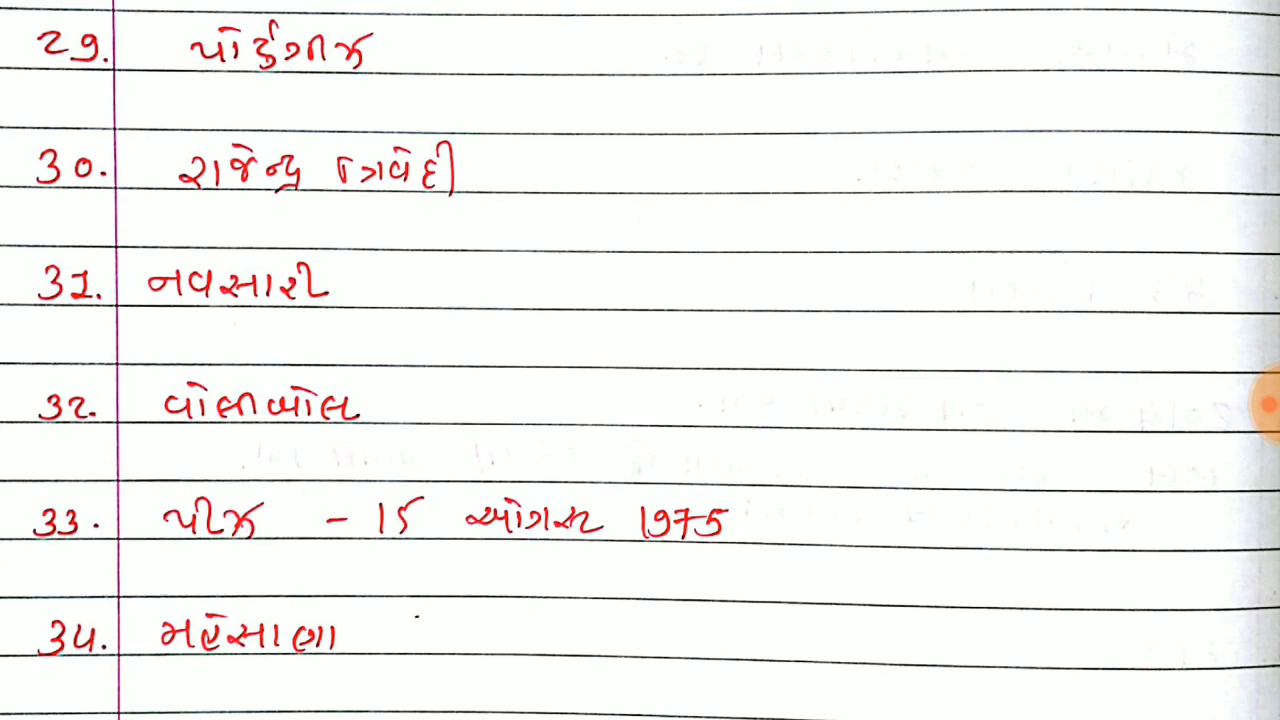 29. પોર્ટુગીઝ
30. રાજેન્દ્ર ત્રિવેદી
31. નવસારી
32. વોલીબોલ
33. પીઝ - 15 ઓગસ્ટ 1975
34. મહેસાણા